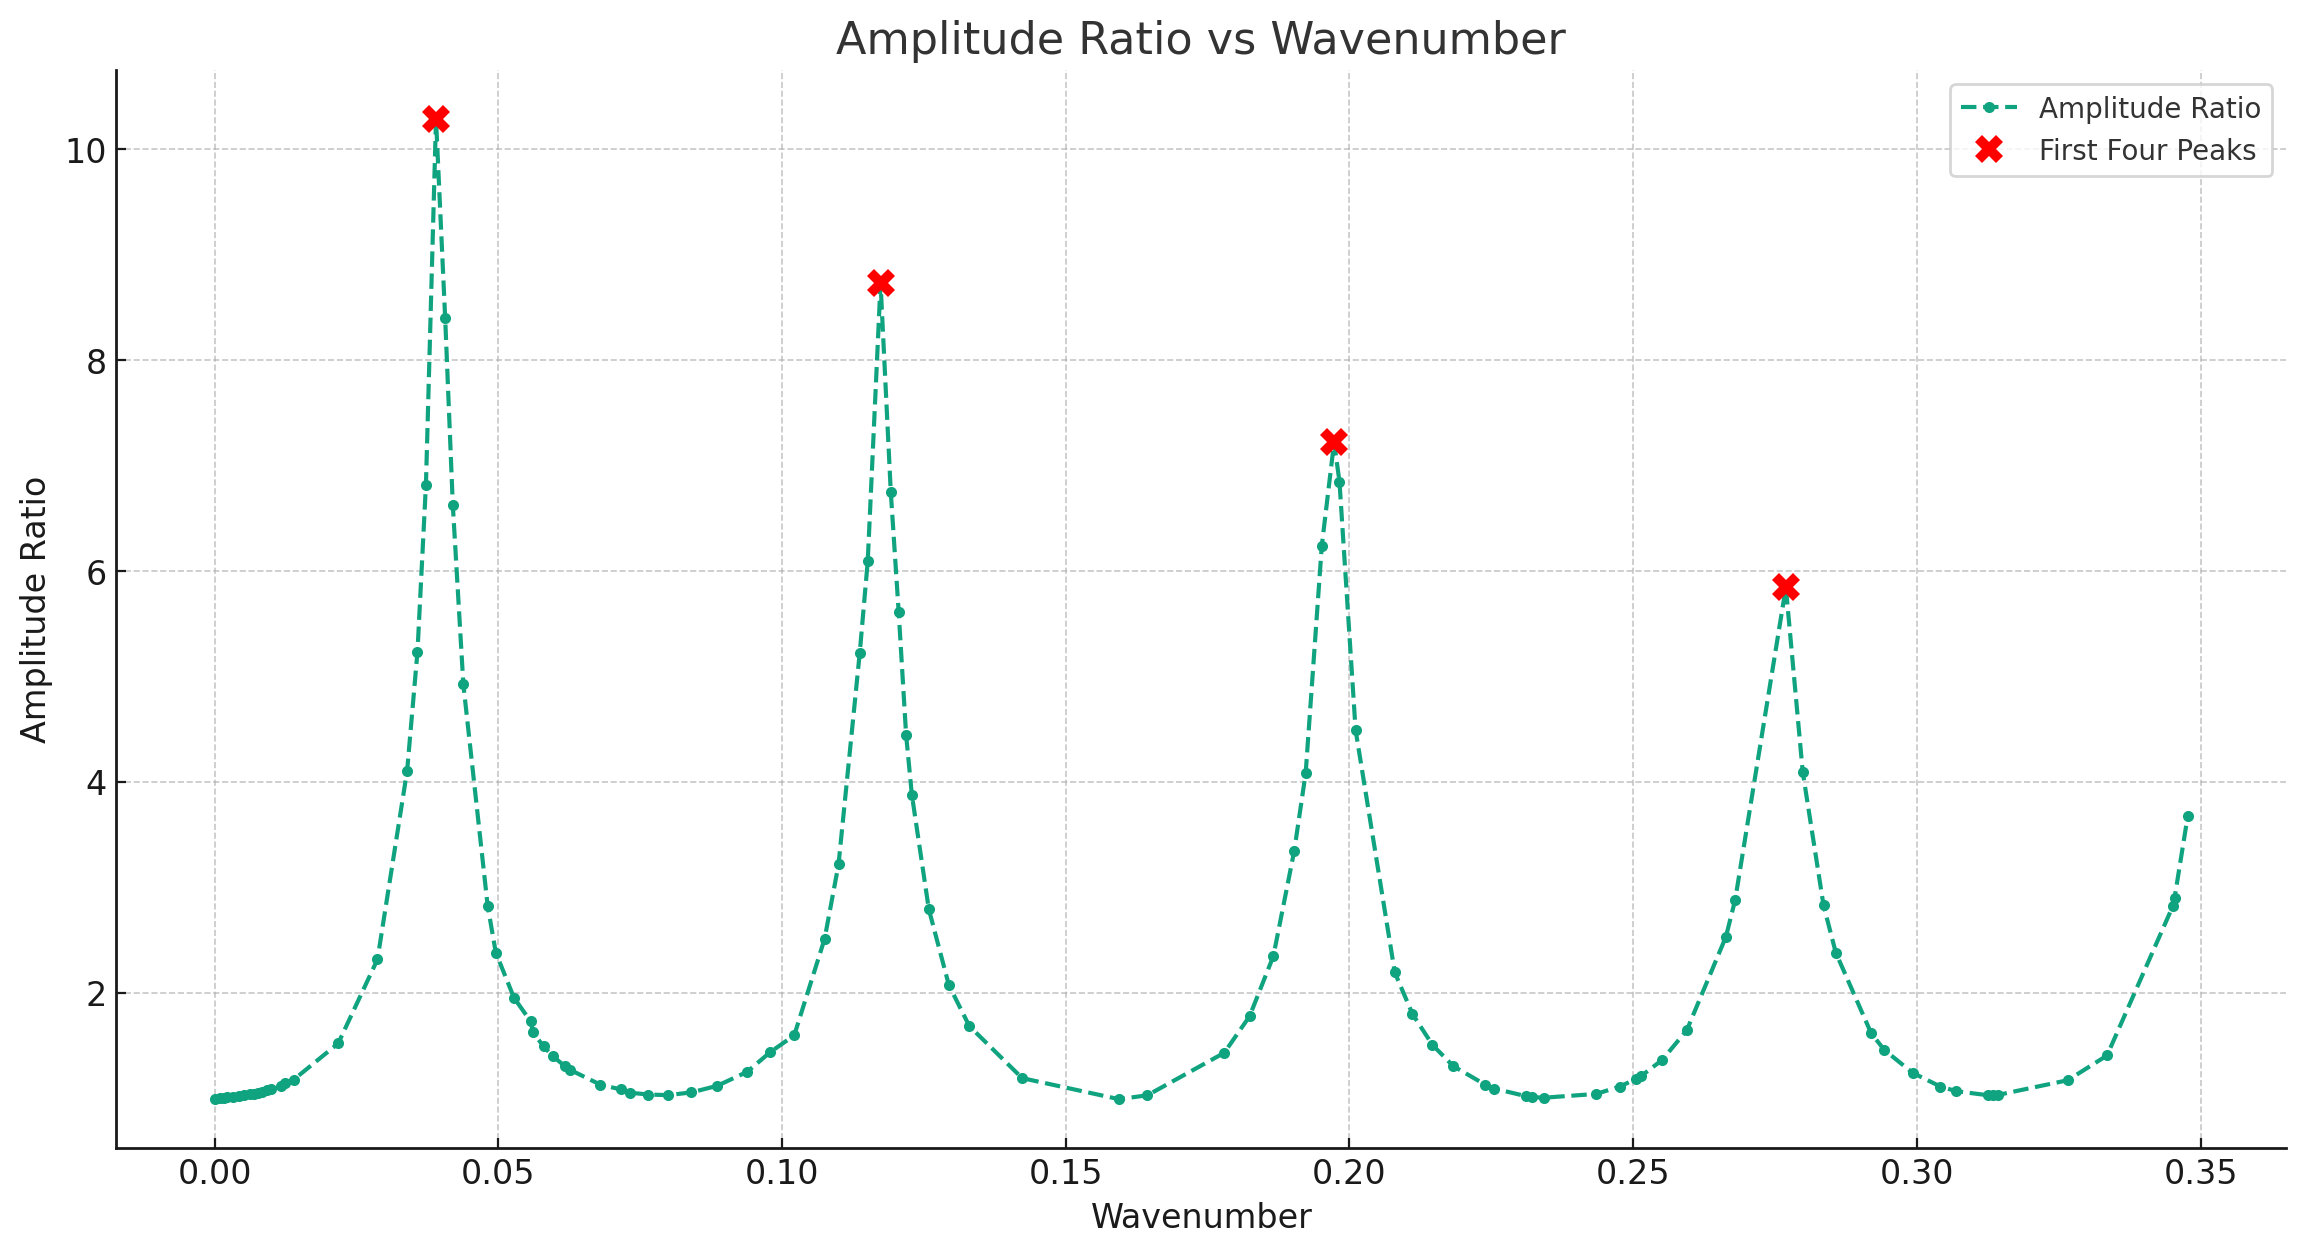 Amplitude Ratio vs Wavenumber
Amplitude Ratio
First Four Peaks
10
8
6
4
2
Amplitude Ratio
0.00 0.05 0.10 0.15 0.20 0.25 0.30 0.35
Wavenumber